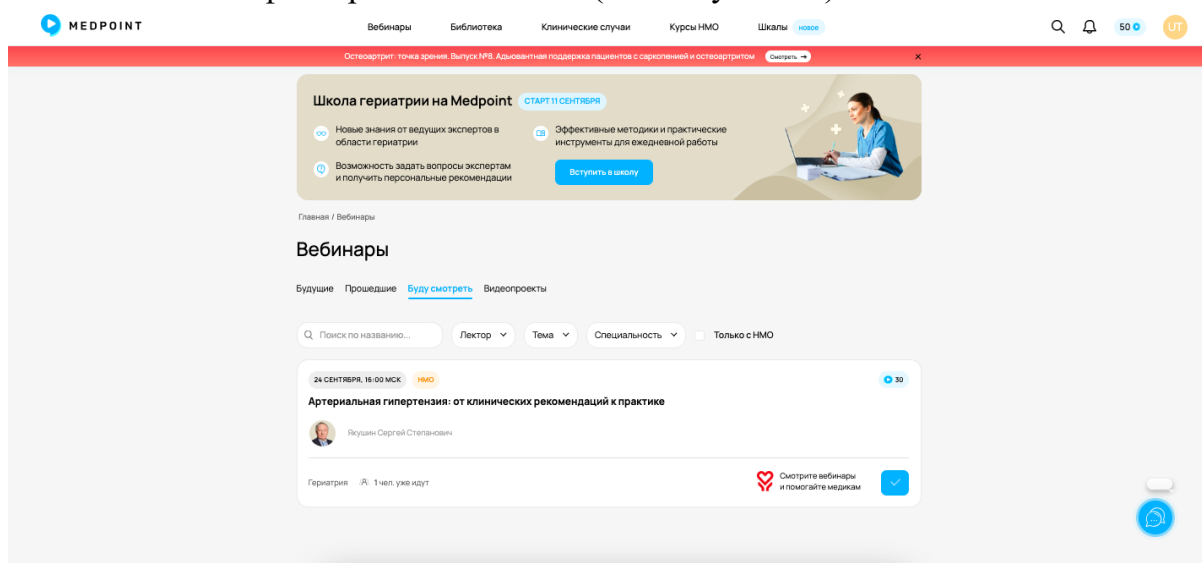 MEDPOINT
Вебинары Библиотека Клинические случаи Курсы НМО Шкалы новое 50 UT
Остеоартрит: точка зрения. Выпуск №8. Адъювантная поддержка пациентов с саркопенией и остеоартритом Смотреть →
Школа гериатрии на Medpoint СТАРТ 11 СЕНТЯБРЯ
Новые знания от ведущих экспертов в
области гериатрии
Эффективные методики и практические
инструменты для ежедневной работы
Возможность задать вопросы экспертам
и получить персональные рекомендации
Вступить в школу
Главная / Вебинары
Вебинары
Будущие Прошедшие Буду смотреть Видеопроекты
Поиск по названию... Лектор Тема Специальность Только с НМО
24 СЕНТЯБРЯ, 16:00 МСК НМО 30
Артериальная гипертензия: от клинических рекомендаций к практике
Якушин Сергей Степанович
Гериатрия 1 чел. уже идут
Смотрите вебинары
и помогайте медикам